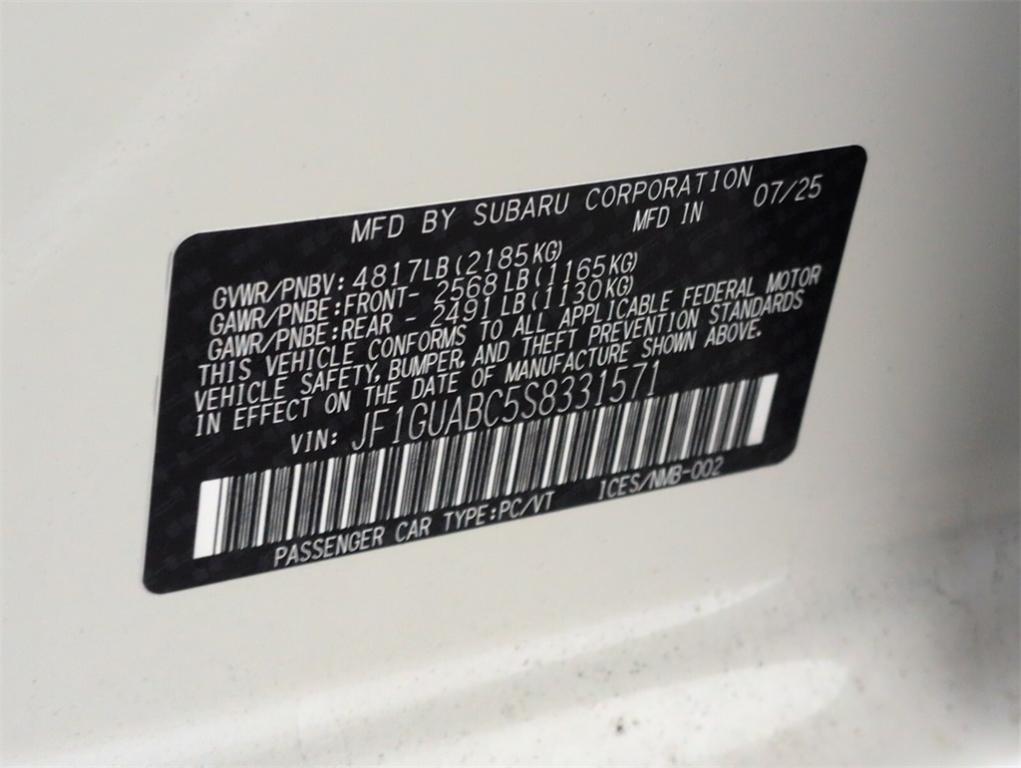 MFD BY SUBARU CORPORATION
MFD IN 07/25
GVWR/PNBV: 4817LB(2185KG)
GAWR/PNBE:FRONT- 2568LB(1165KG)
GAWR/PNBE:REAR - 2491LB(1130KG)
THIS VEHICLE CONFORMS TO ALL APPLICABLE FEDERAL MOTOR
VEHICLE SAFETY, BUMPER, AND THEFT PREVENTION STANDARDS
IN EFFECT ON THE DATE OF MANUFACTURE SHOWN ABOVE.
VIN: JF1GUABC5S8331571
PASSENGER CAR TYPE:PC/VT ICES/NMB-002